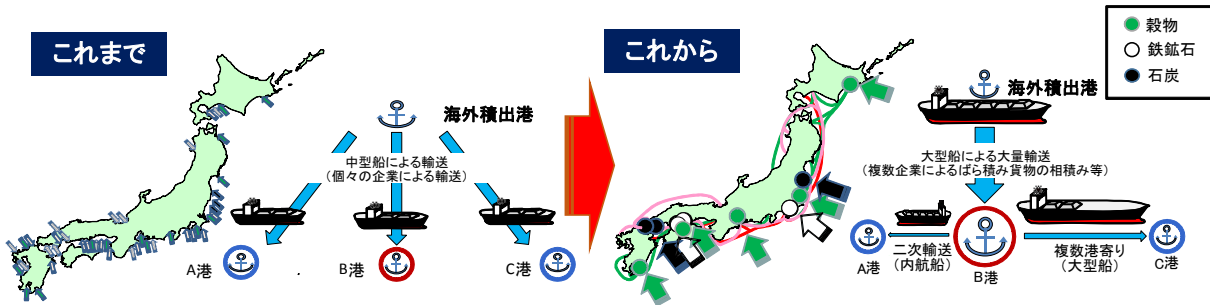 これまで
海外積出港
中型船による輸送
（個々の企業による輸送）
A港
B港
C港
これから
穀物
鉄鉱石
石炭
海外積出港
大型船による大量輸送
（複数企業によるばら積み貨物の相積み等）
A港
二次輸送
（内航船）
B港
複数港寄り
（大型船）
C港